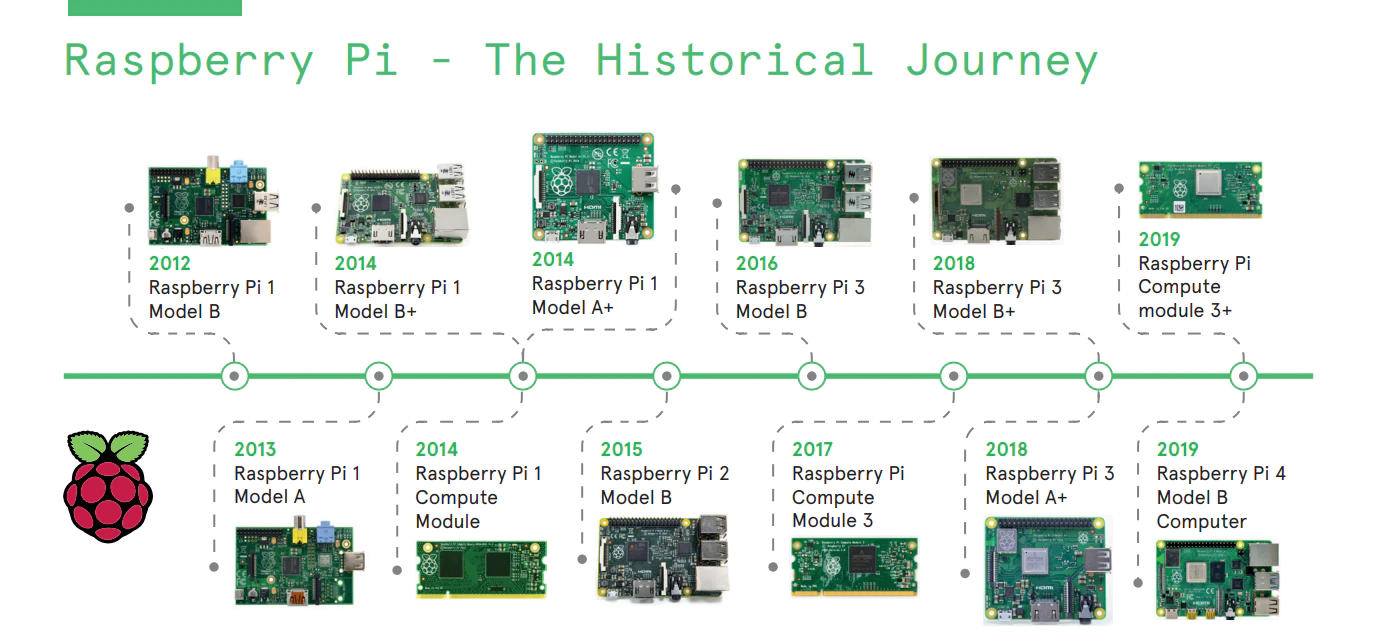 Raspberry Pi - The Historical Journey
2012
Raspberry Pi 1
Model B
2014
Raspberry Pi 1
Model B+
2014
Raspberry Pi 1
Model A+
2016
Raspberry Pi 3
Model B
2018
Raspberry Pi 3
Model B+
2019
Raspberry Pi
Compute
module 3+
2013
Raspberry Pi 1
Model A
2014
Raspberry Pi 1
Compute
Module
2015
Raspberry Pi 2
Model B
2017
Raspberry Pi
Compute
Module 3
2018
Raspberry Pi 3
Model A+
2019
Raspberry Pi 4
Model B
Computer